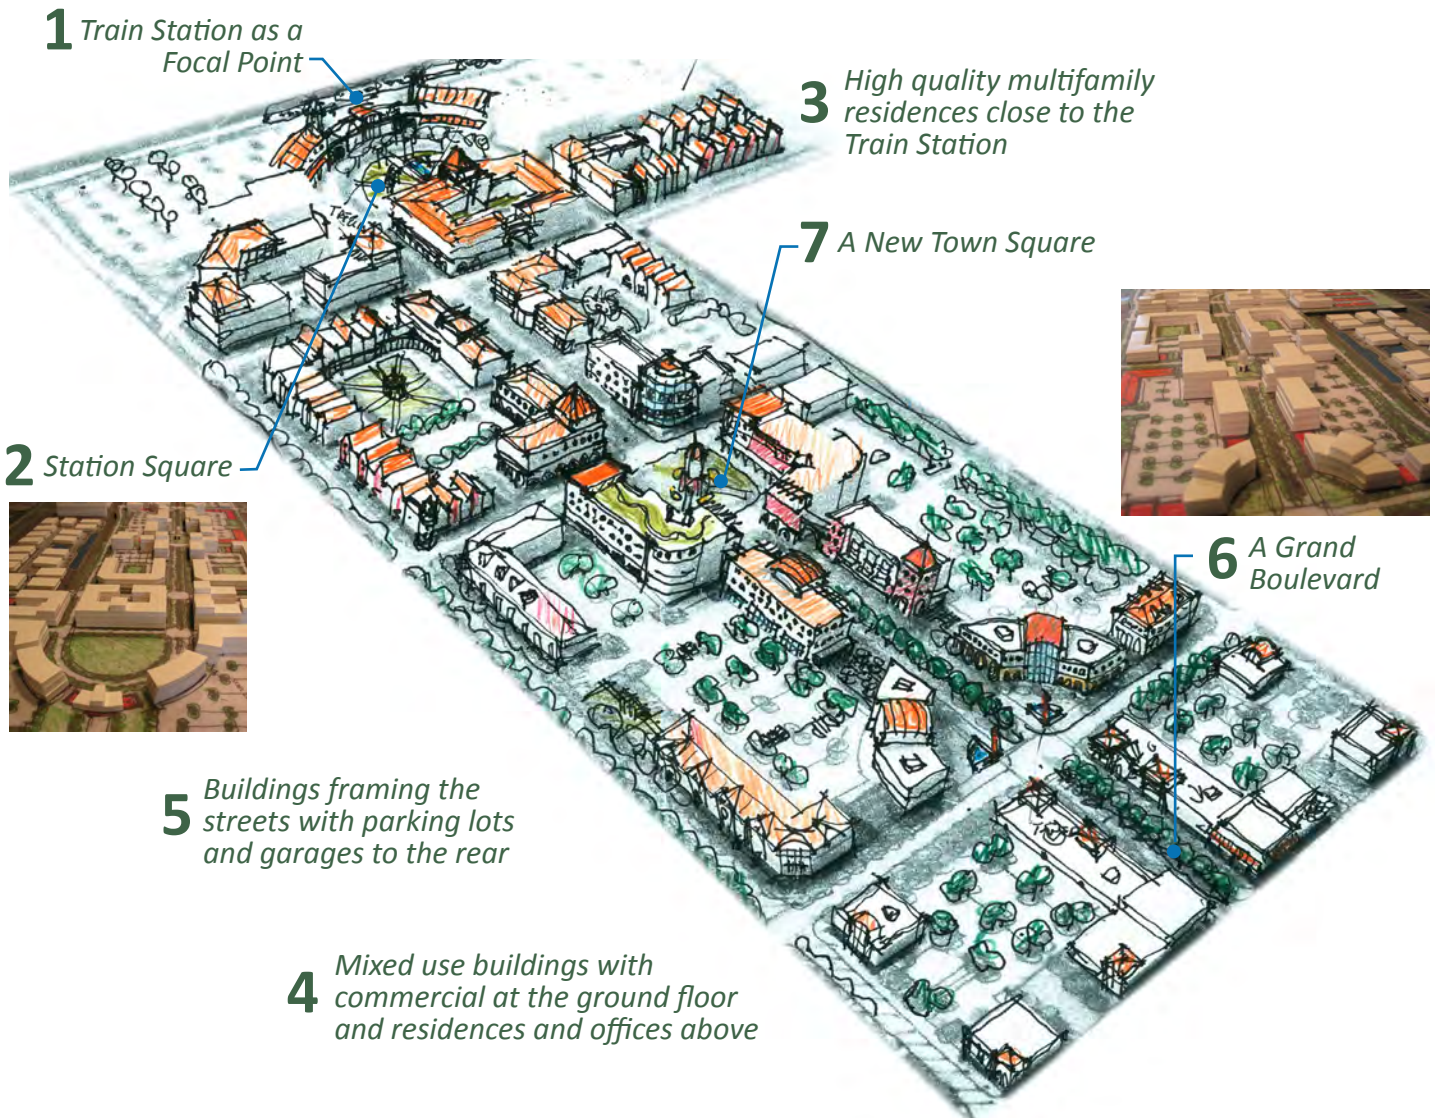 1 Train Station as a
Focal Point
3 High quality multifamily
residences close to the
Train Station
7 A New Town Square
2 Station Square
6 A Grand
Boulevard
5 Buildings framing the
streets with parking lots
and garages to the rear
4 Mixed use buildings with
commercial at the ground floor
and residences and offices above